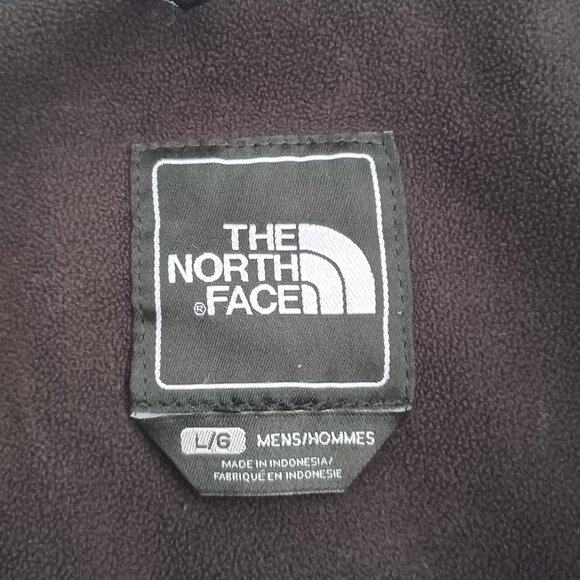 THE
NORTH
® FACE
L/G MENS/HOMMES
MADE IN INDONESIA/
FABRIQUÉ EN INDONESIE